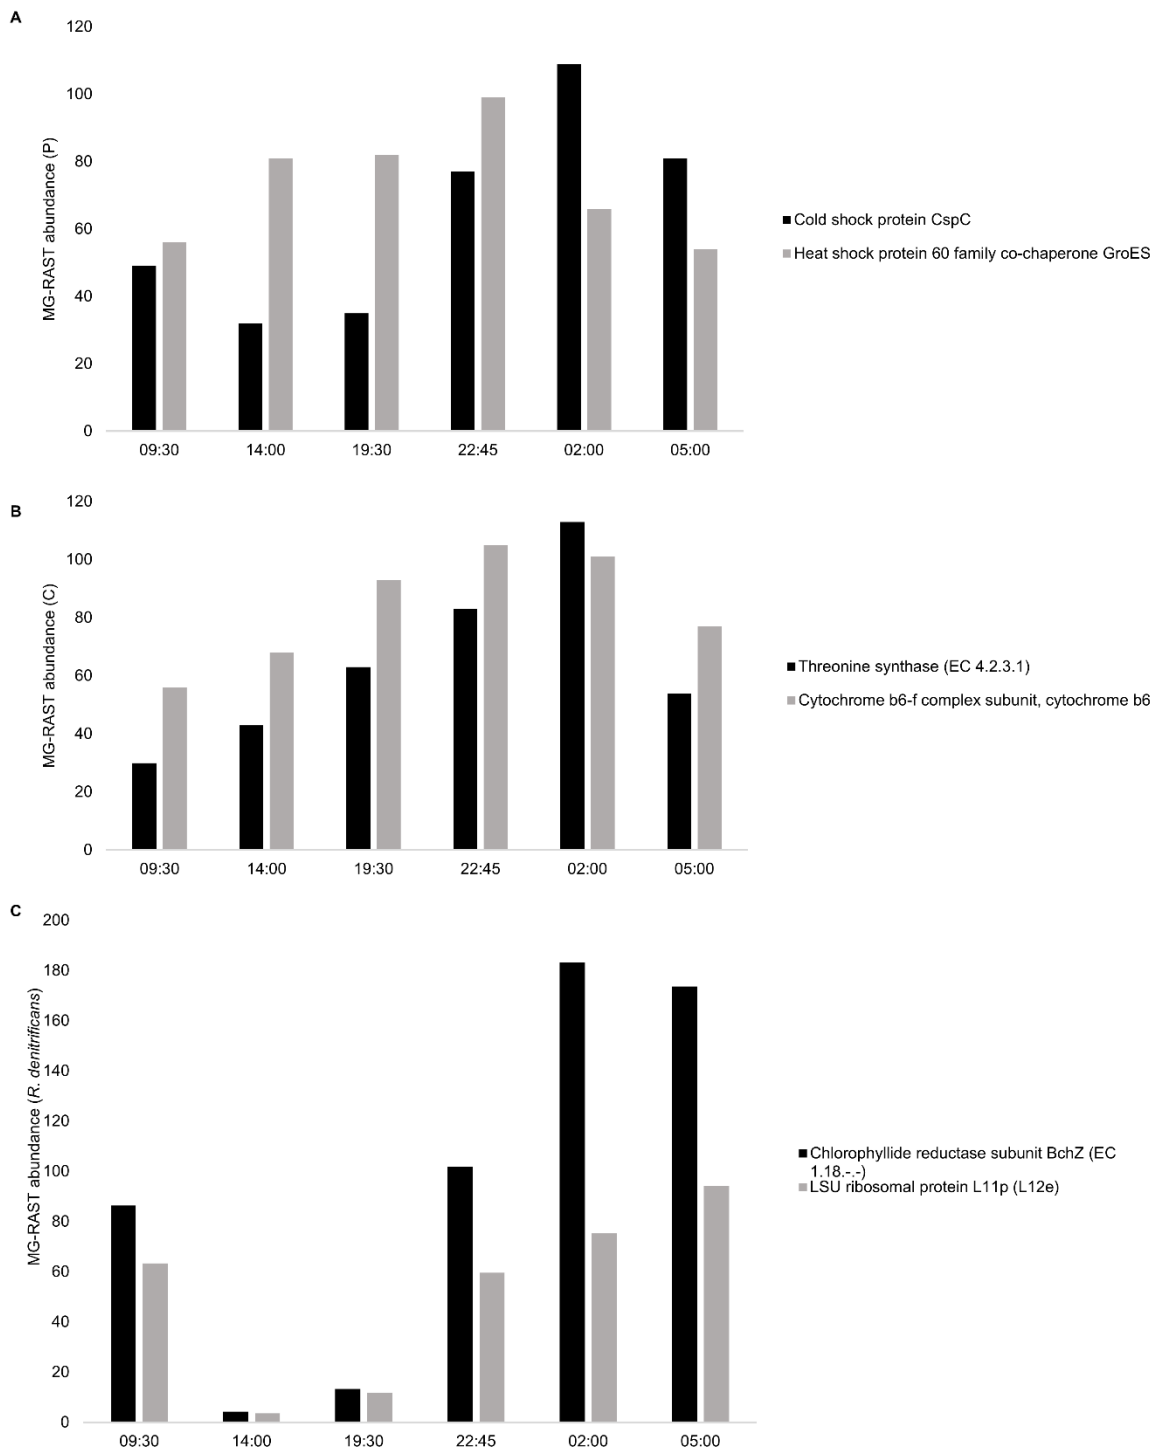 A
120
100
80
60
40
20
0
MG-RAST abundance (P)
09:30 14:00 19:30 22:45 02:00 05:00
Cold shock protein CspC
Heat shock protein 60 family co-chaperone GroES
B
120
100
80
60
40
20
0
MG-RAST abundance (C)
09:30 14:00 19:30 22:45 02:00 05:00
Threonine synthase (EC 4.2.3.1)
Cytochrome b6-f complex subunit, cytochrome b6
C
200
180
160
140
120
100
80
60
40
20
0
MG-RAST abundance (R. denitrificans)
09:30 14:00 19:30 22:45 02:00 05:00
Chlorophyllide reductase subunit BchZ (EC
1.18.-.-)
LSU ribosomal protein L11p (L12e)